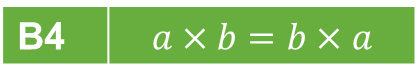 B4 a × b = b × a